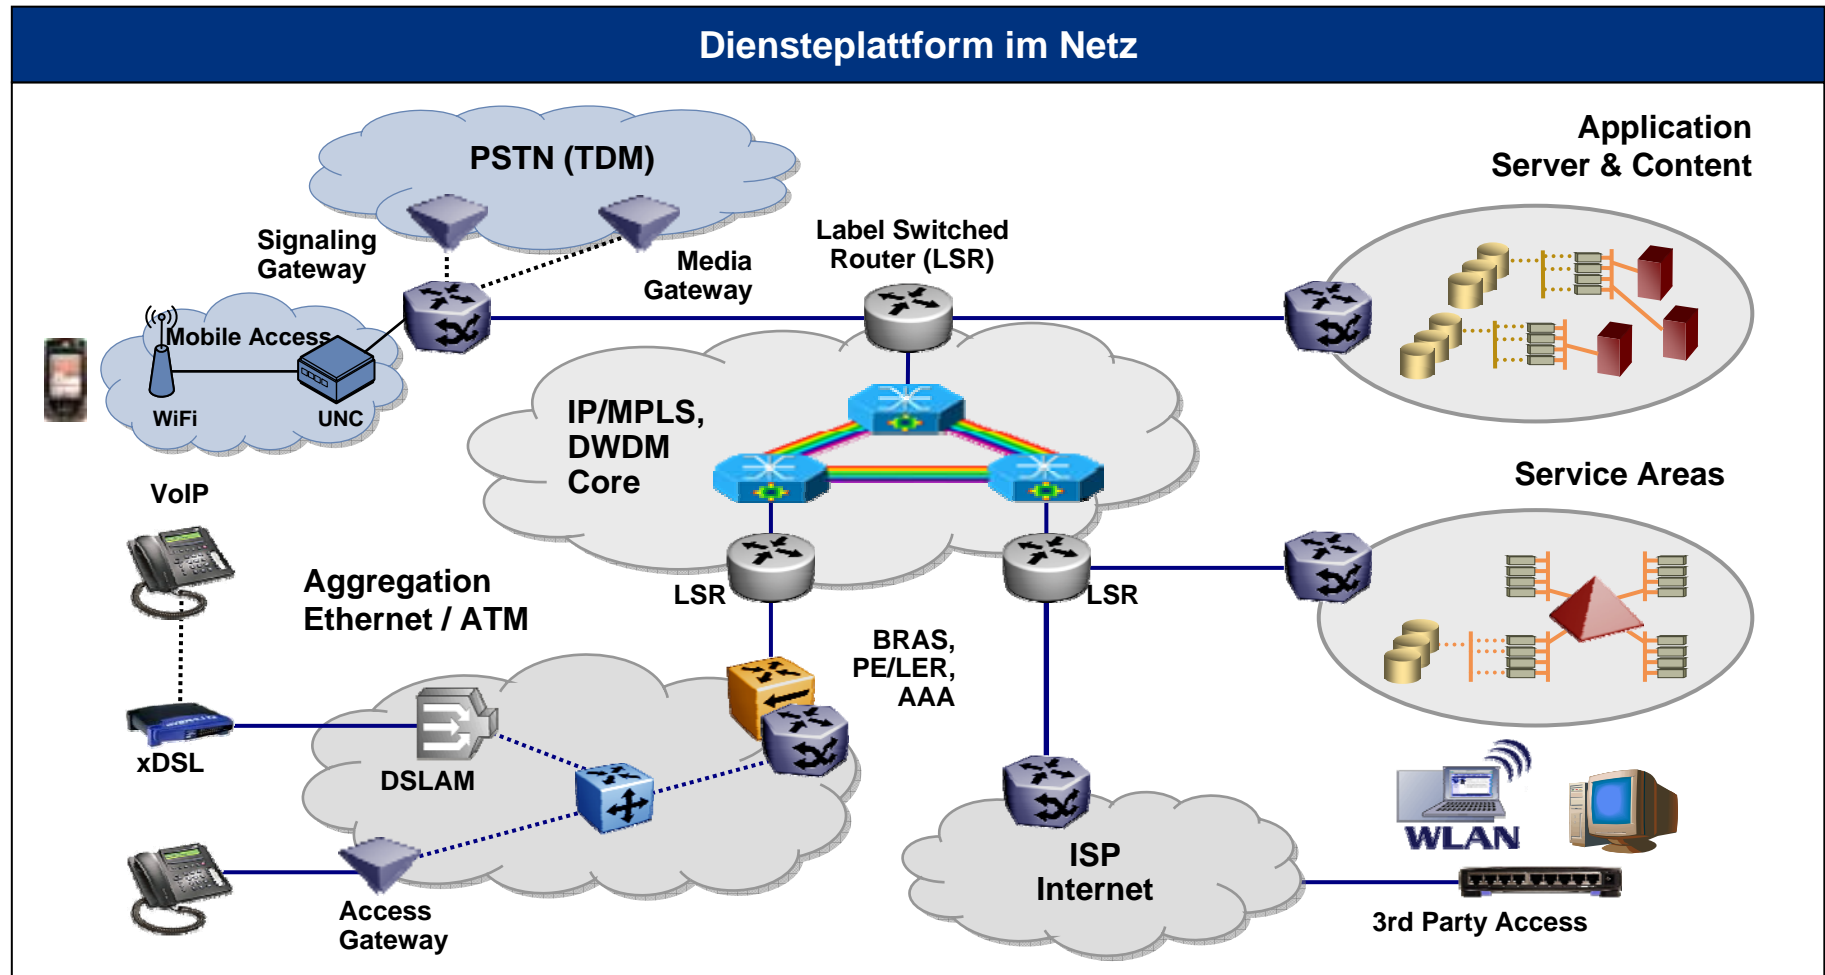 Diensteplattform im Netz
PSTN (TDM)
Application
Server & Content
Signaling
Gateway
Media
Gateway
Label Switched
Router (LSR)
Mobile Access
WiFi
UNC
IP/MPLS,
DWDM
Core
Service Areas
VoIP
Aggregation
Ethernet / ATM
LSR
LSR
BRAS,
PE/LER,
AAA
xDSL
DSLAM
WLAN
ISP
Internet
Access
Gateway
3rd Party Access